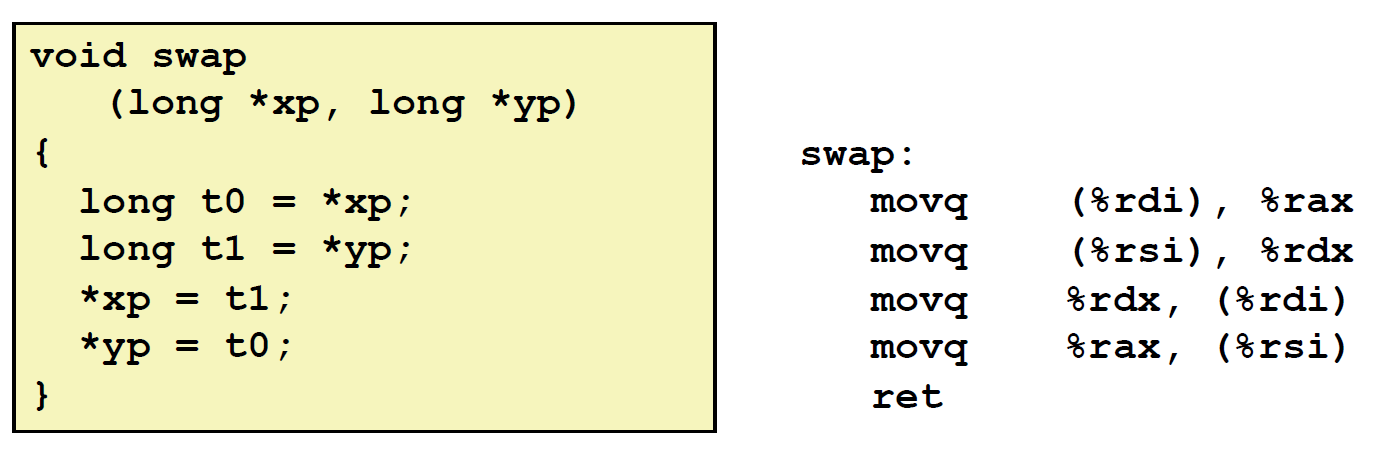 void swap
(long *xp, long *yp)
{
long t0 = *xp;
long t1 = *yp;
*xp = t1;
*yp = t0;
}
swap:
movq (%rdi), %rax
movq (%rsi), %rdx
movq %rdx, (%rdi)
movq %rax, (%rsi)
ret